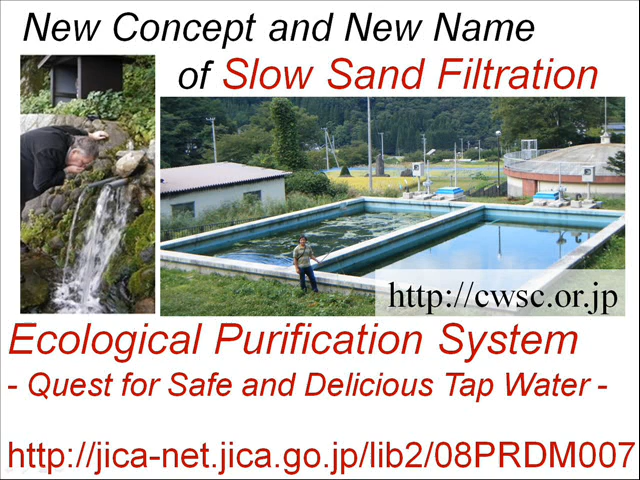 New Concept and New Name
of Slow Sand Filtration
http://cwsc.or.jp
Ecological Purification System
- Quest for Safe and Delicious Tap Water -
http://jica-net.jica.go.jp/lib2/08PRDM007